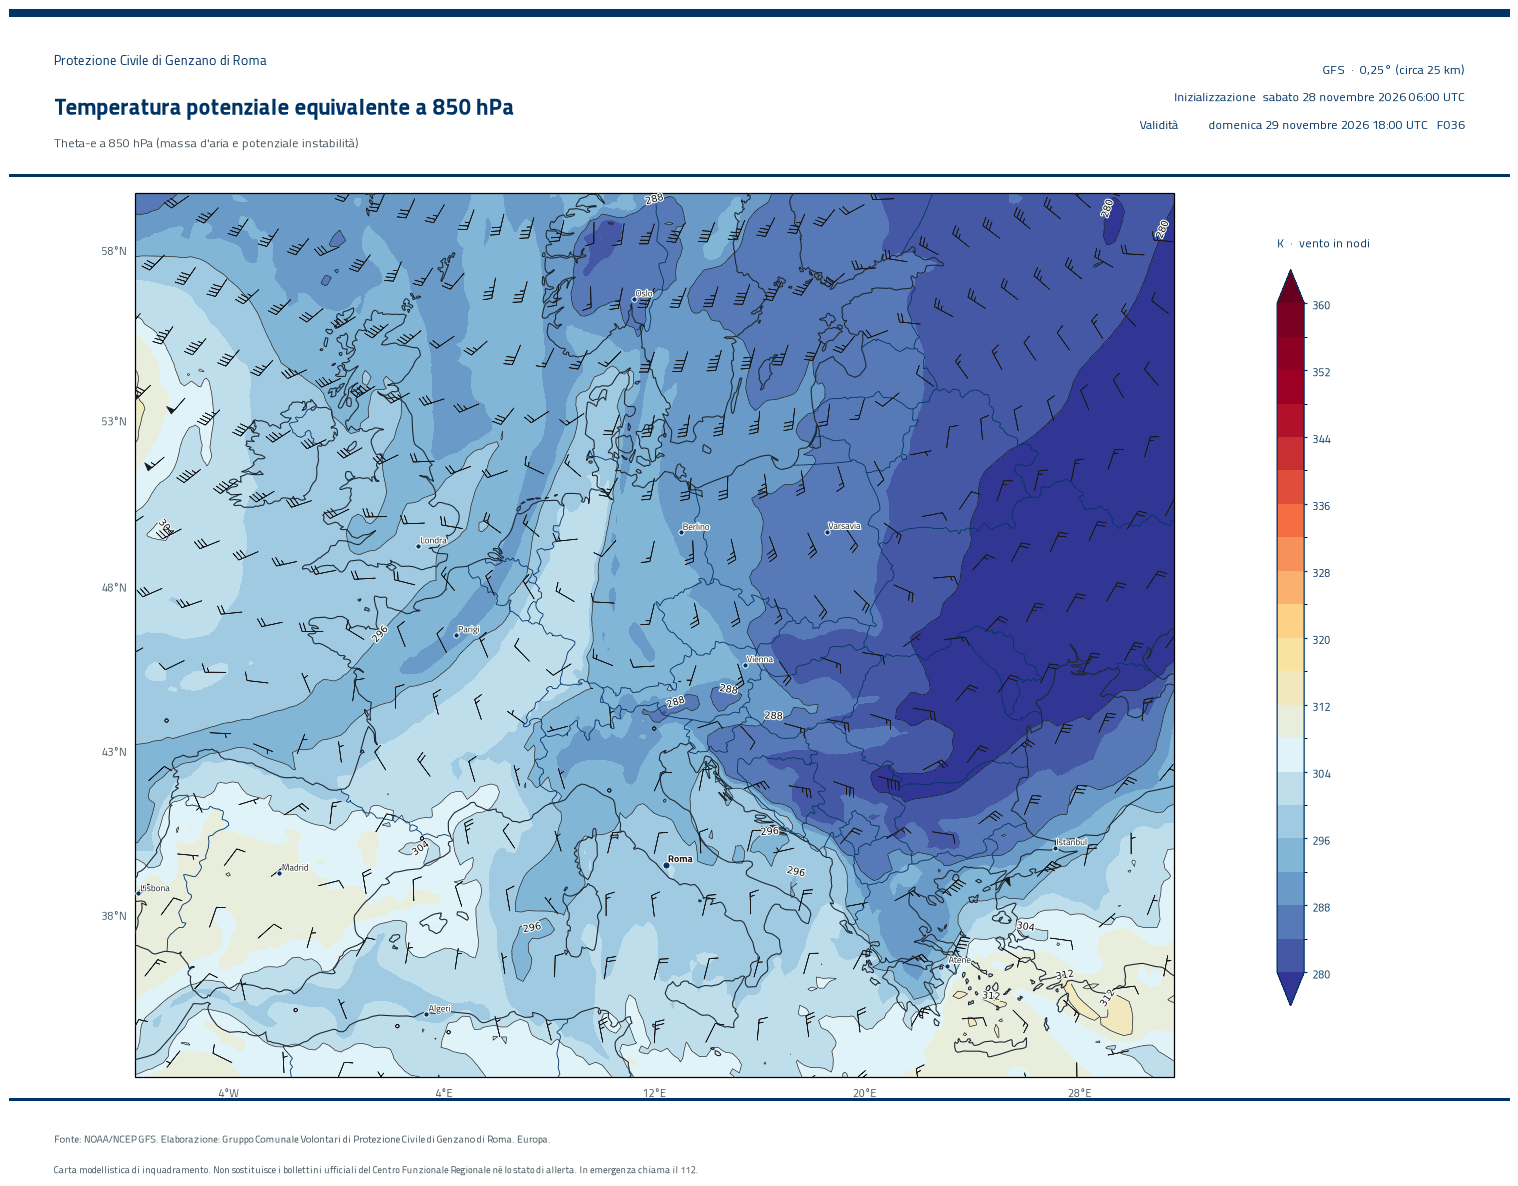 Protezione Civile di Genzano di Roma
Temperatura potenziale equivalente a 850 hPa
Theta-e a 850 hPa (massa d'aria e potenziale instabilità)
GFS · 0,25° (circa 25 km)
Inizializzazione sabato 28 novembre 2026 06:00 UTC
Validità domenica 29 novembre 2026 18:00 UTC F036
K · vento in nodi
360
352
344
336
328
320
312
304
296
288
280
58°N
53°N
48°N
43°N
38°N
4°W
4°E
12°E
20°E
28°E
288
280
280
Oslo
304
Berlino
Varsavia
Londra
296
Parigi
Vienna
288
288
288
296
304
Roma
Istanbul
Madrid
296
Lisbona
296
304
Atene
312
312
312
Algeri
Fonte: NOAA/NCEP GFS. Elaborazione: Gruppo Comunale Volontari di Protezione Civile di Genzano di Roma. Europa.
Carta modellistica di inquadramento. Non sostituisce i bollettini ufficiali del Centro Funzionale Regionale né lo stato di allerta. In emergenza chiama il 112.